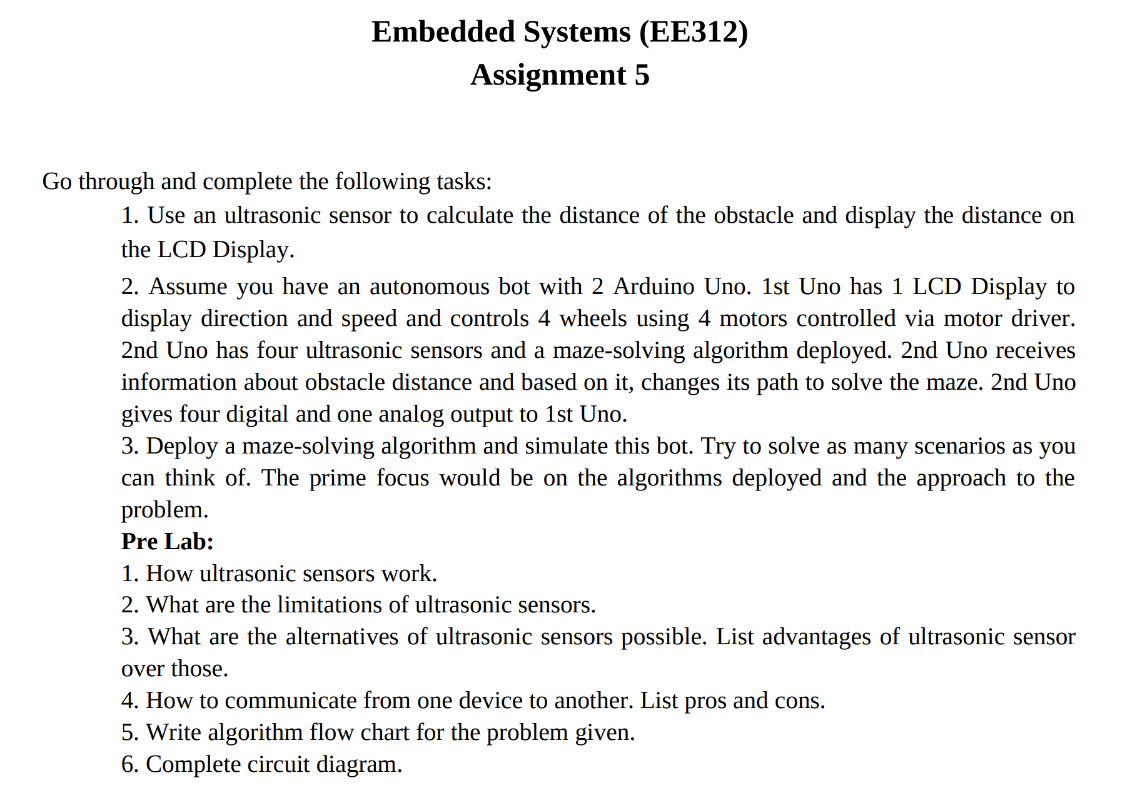 Embedded Systems (EE312)
Assignment 5
Go through and complete the following tasks:
1. Use an ultrasonic sensor to calculate the distance of the obstacle and display the distance on
the LCD Display.
2. Assume you have an autonomous bot with 2 Arduino Uno. 1st Uno has 1 LCD Display to
display direction and speed and controls 4 wheels using 4 motors controlled via motor driver.
2nd Uno has four ultrasonic sensors and a maze-solving algorithm deployed. 2nd Uno receives
information about obstacle distance and based on it, changes its path to solve the maze. 2nd Uno
gives four digital and one analog output to 1st Uno.
3. Deploy a maze-solving algorithm and simulate this bot. Try to solve as many scenarios as you
can think of. The prime focus would be on the algorithms deployed and the approach to the
problem.
Pre Lab:
1. How ultrasonic sensors work.
2. What are the limitations of ultrasonic sensors.
3. What are the alternatives of ultrasonic sensors possible. List advantages of ultrasonic sensor
over those.
4. How to communicate from one device to another. List pros and cons.
5. Write algorithm flow chart for the problem given.
6. Complete circuit diagram.